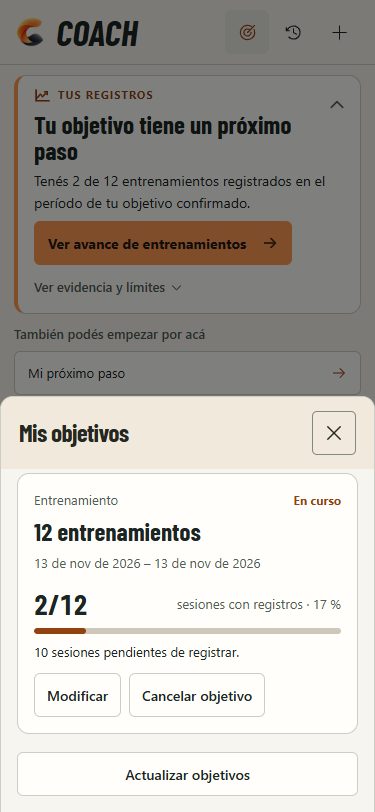 COACH
TUS REGISTROS
Tu objetivo tiene un próximo
paso
Tenés 2 de 12 entrenamientos registrados en el
período de tu objetivo confirmado.
Ver avance de entrenamientos
Ver evidencia y límites
También podés empezar por acá
Mi próximo paso
Mis objetivos
Entrenamiento
En curso
12 entrenamientos
13 de nov de 2026 – 13 de nov de 2026
2/12
sesiones con registros · 17 %
10 sesiones pendientes de registrar.
Modificar
Cancelar objetivo
Actualizar objetivos